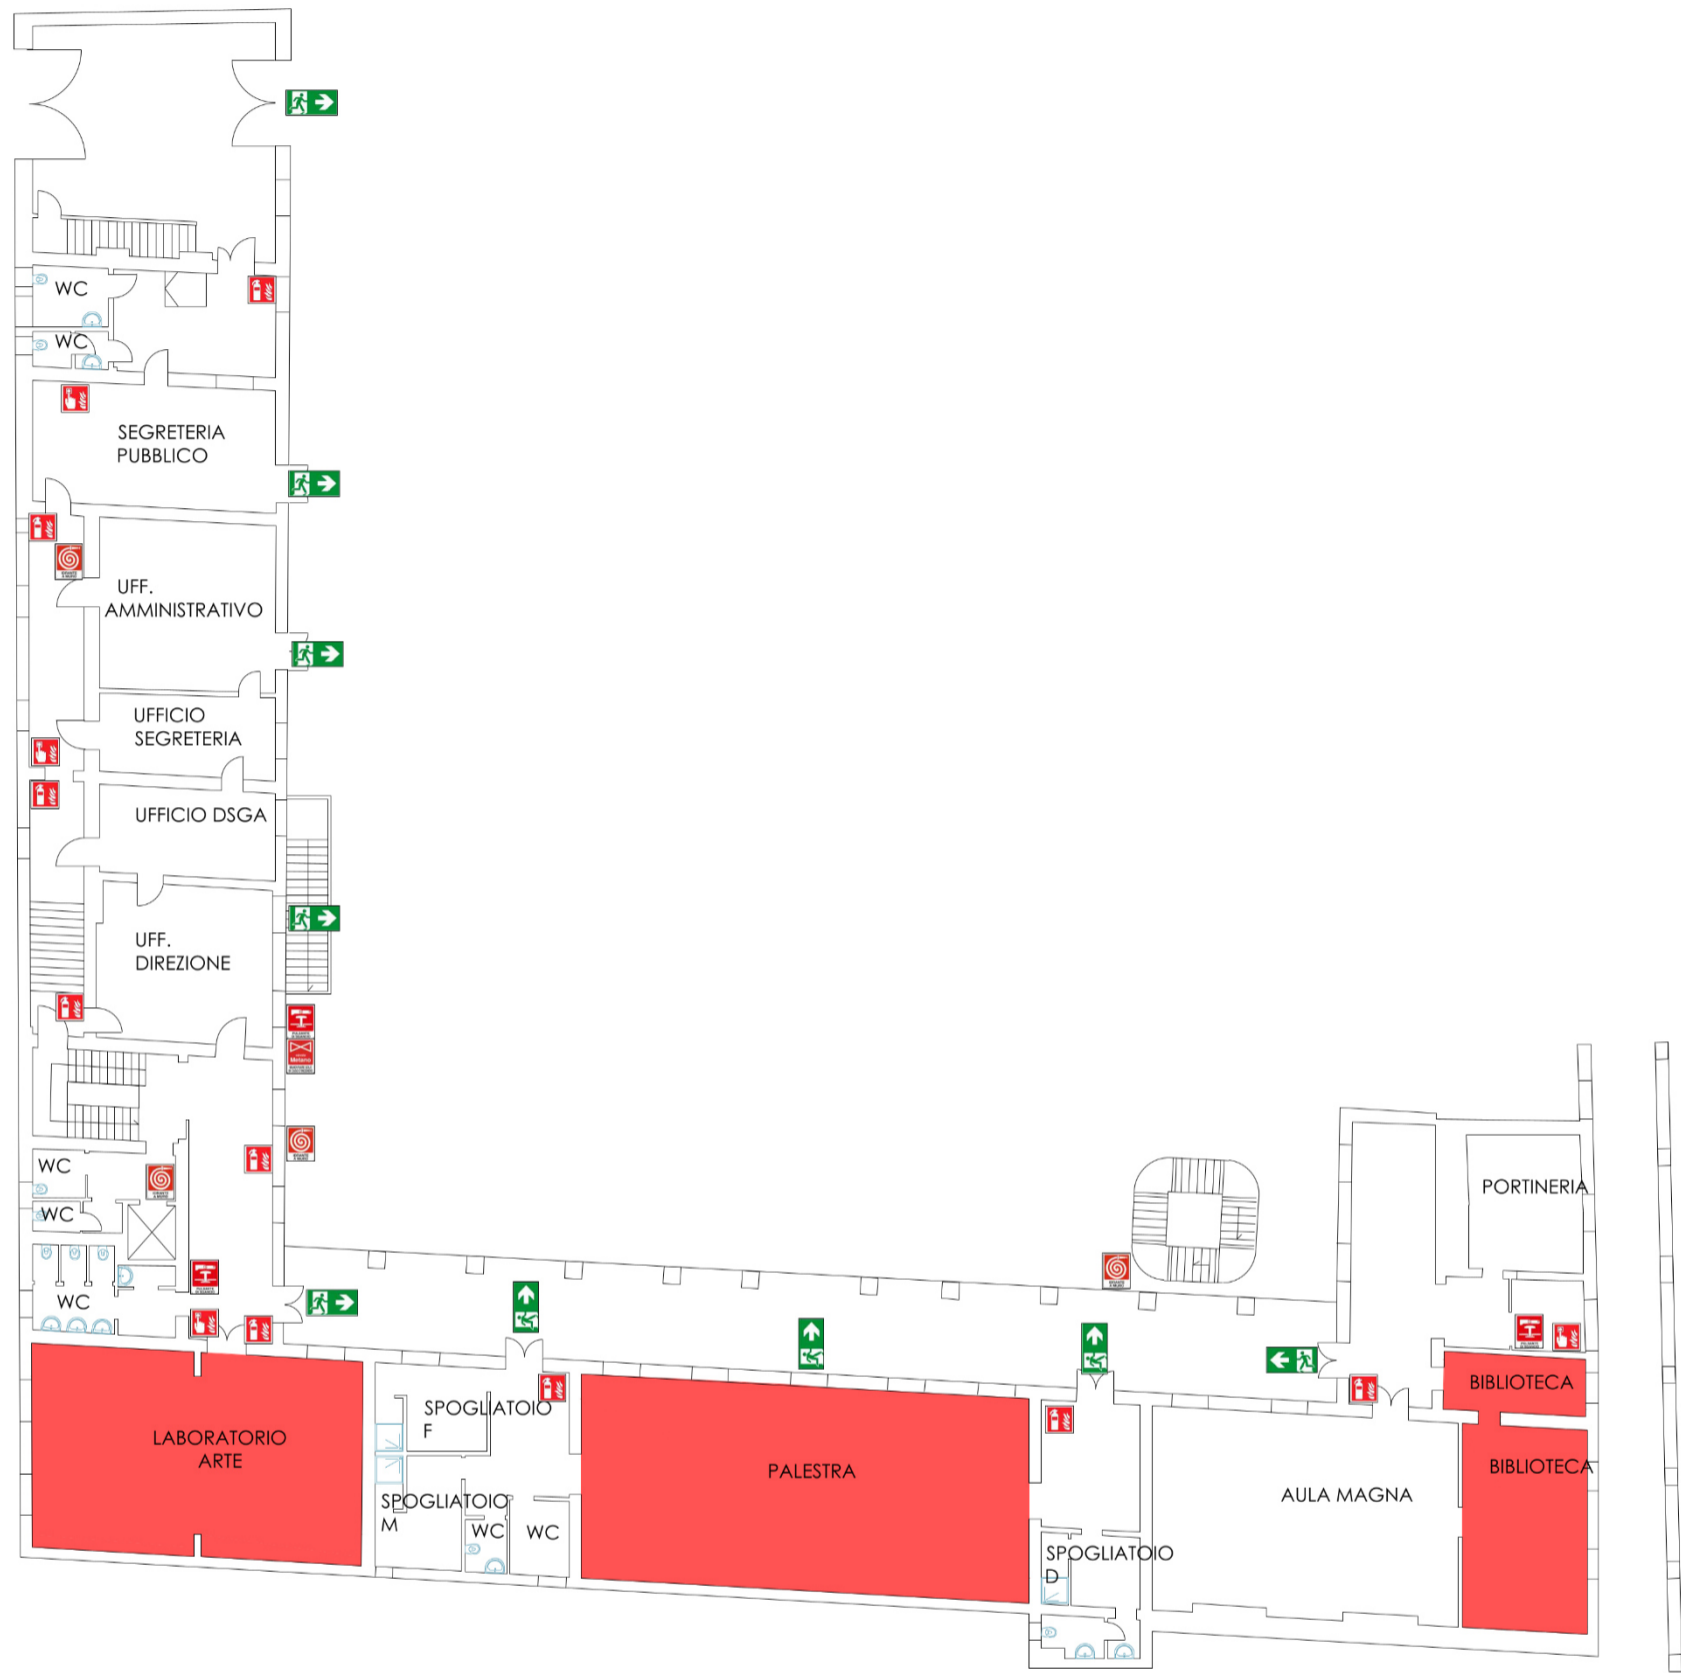 WC
WC
SEGRETERIA
PUBBLICO
UFF.
AMMINISTRATIVO
UFFICIO
SEGRETERIA
UFFICIO DSGA
UFF.
DIREZIONE
Metano
WC
WC
WC
PORTINERIA
LABORATORIO
ARTE
SPOGLIATOIO
F
SPOGLIATOIO
M
WC
WC
PALESTRA
SPOGLIATOIO
D
AULA MAGNA
BIBLIOTECA
BIBLIOTECA